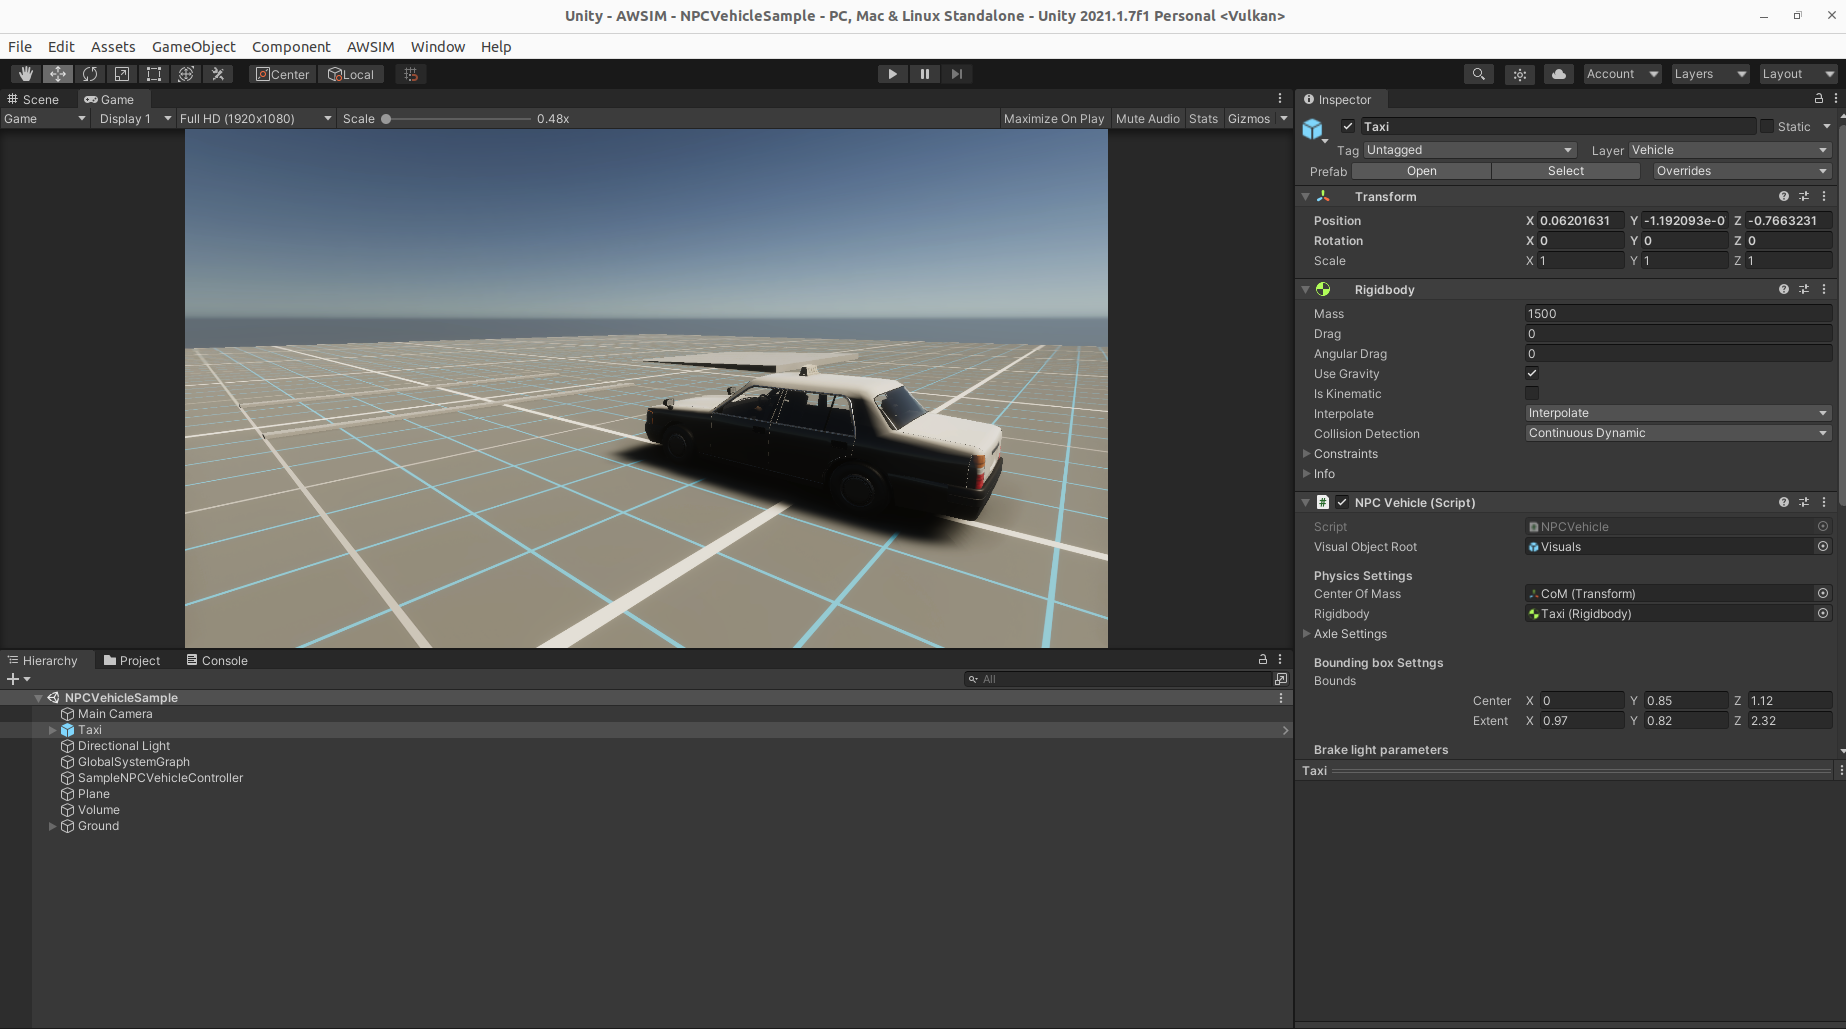 Unity - AWSIM - NPCVehicleSample - PC, Mac & Linux Standalone - Unity 2021.1.7f1 Personal <Vulkan>
File Edit Assets GameObject Component AWSIM Window Help
Center Local Account Layers Layout
Scene Game
Game Display 1 Full HD (1920x1080) Scale 0.48x Maximize On Play Mute Audio Stats Gizmos
Inspector
Taxi Static
Tag Untagged Layer Vehicle
Prefab Open Select Overrides
Transform
Position X 0.06201631 Y -1.192093e-0 Z -0.7663231
Rotation X 0 Y 0 Z 0
Scale X 1 Y 1 Z 1
Rigidbody
Mass 1500
Drag 0
Angular Drag 0
Use Gravity
Is Kinematic
Interpolate Interpolate
Collision Detection Continuous Dynamic
Constraints
Info
# NPC Vehicle (Script)
Script NPCVehicle
Visual Object Root Visuals
Physics Settings
Center Of Mass CoM (Transform)
Rigidbody Taxi (Rigidbody)
Axle Settings
Bounding box Settngs
Bounds
Center X 0 Y 0.85 Z 1.12
Extent X 0.97 Y 0.82 Z 2.32
Brake light parameters
Taxi
Hierarchy Project Console
All
NPCVehicleSample
Main Camera
Taxi
Directional Light
GlobalSystemGraph
SampleNPCVehicleController
Plane
Volume
Ground